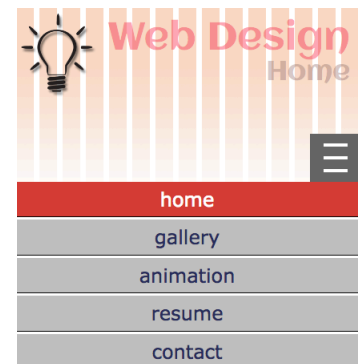 Web Design
Home
home
gallery
animation
resume
contact